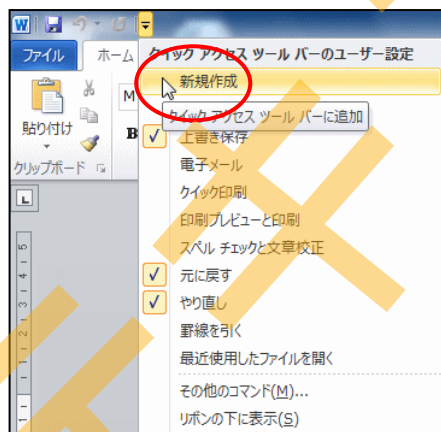 ファイル
ホーム
クイック アクセス ツール バーのユーザー設定
新規作成
クイック アクセス ツール バーに追加
貼り付け
クリップボード
M
B
上書き保存
電子メール
クイック印刷
印刷プレビューと印刷
スペル チェックと文章校正
元に戻す
やり直し
罫線を引く
最近使用したファイルを開く
その他のコマンド(M)...
リボンの下に表示(S)